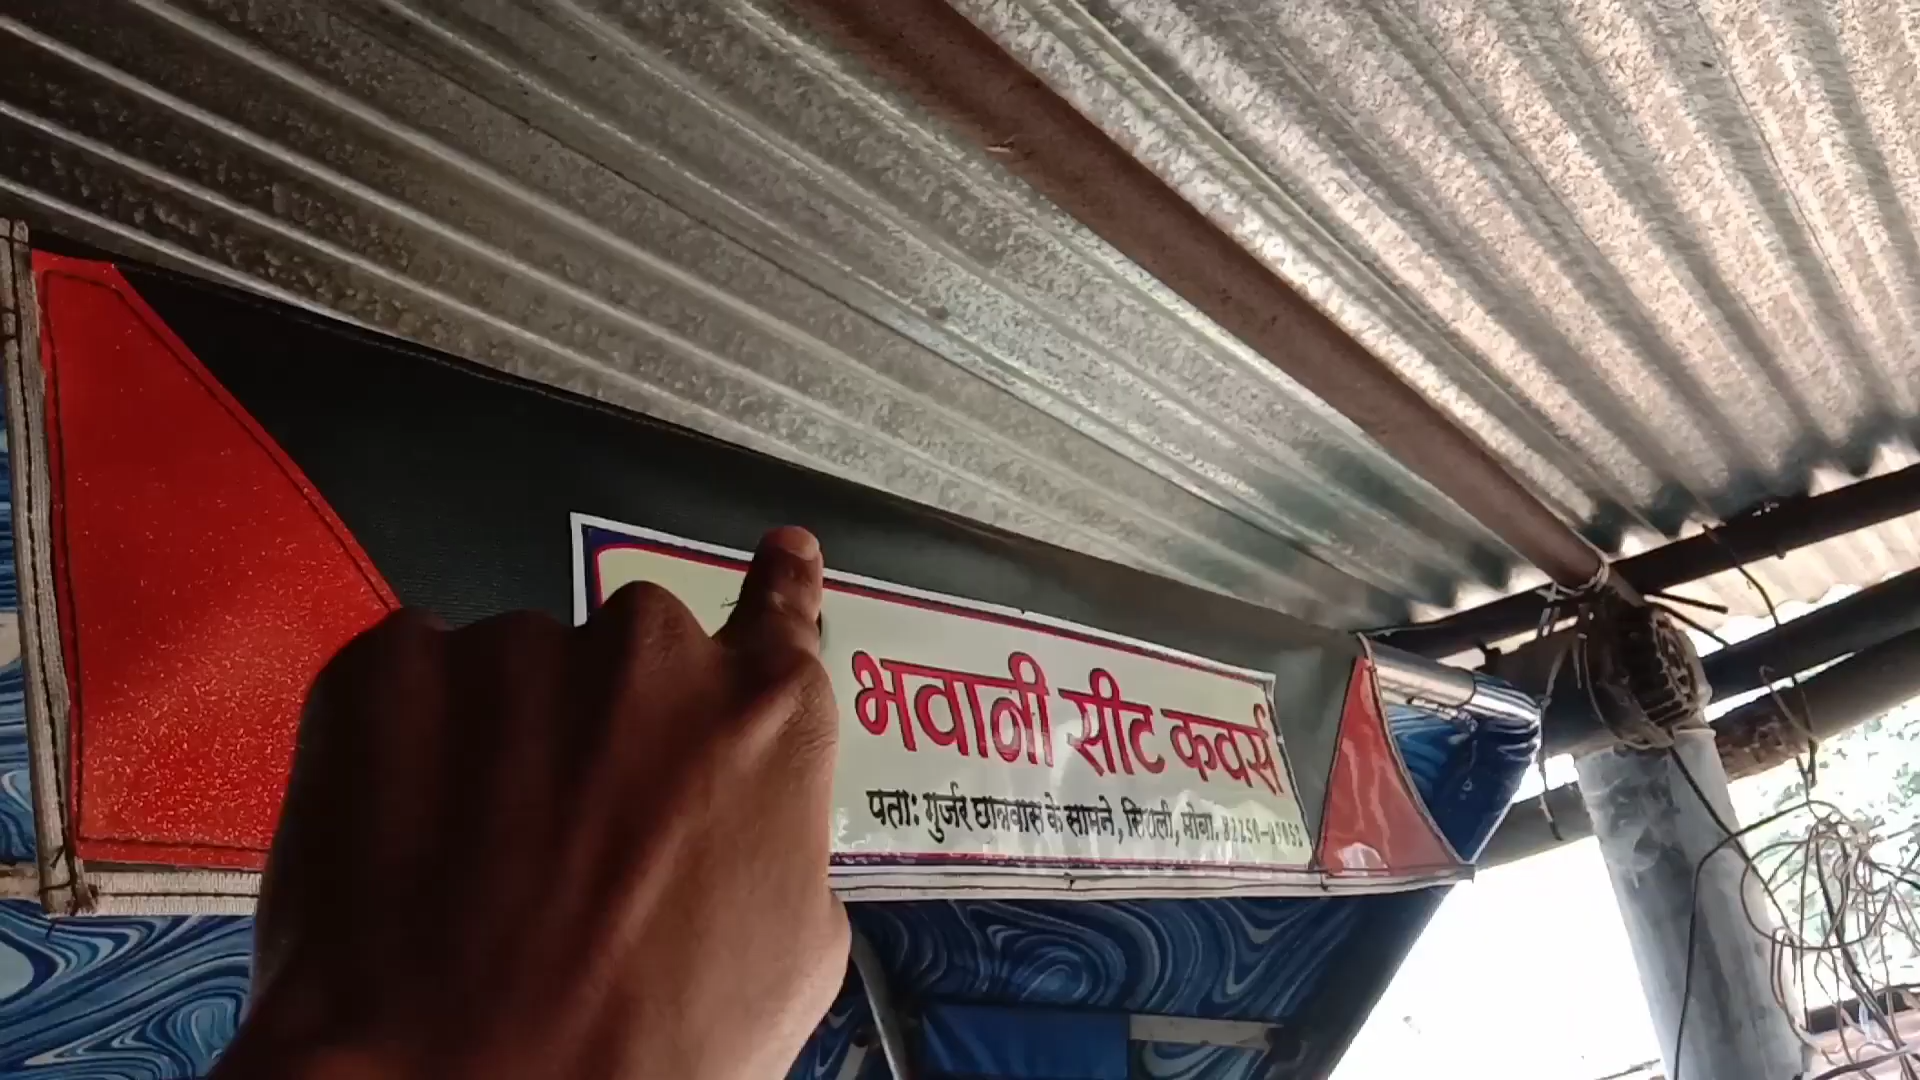 भवानी सीट कवर्स
पता: गुर्जर छात्रावास के सामने, मोबा.